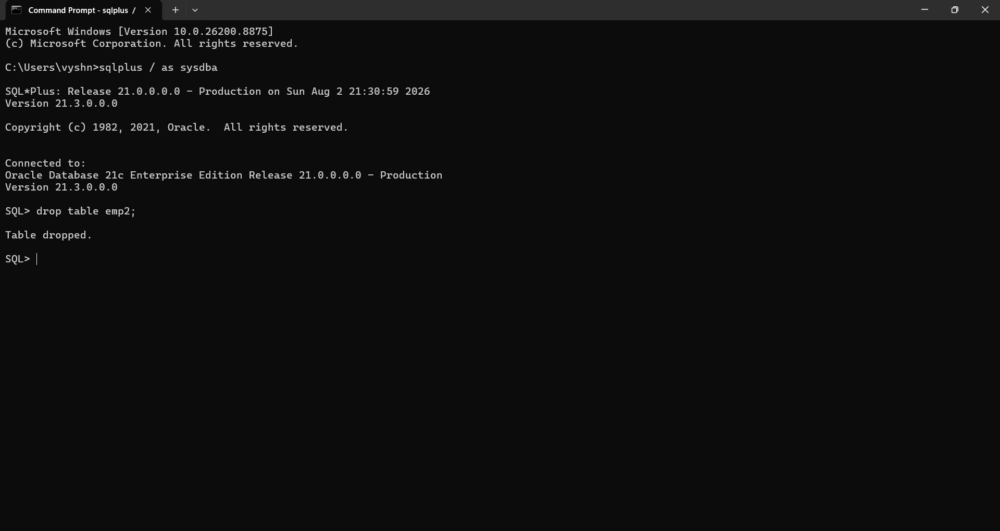 Command Prompt - sqlplus /
Microsoft Windows [Version 10.0.26200.8875]
(c) Microsoft Corporation. All rights reserved.
C:\Users\vyshn>sqlplus / as sysdba
SQL*Plus: Release 21.0.0.0.0 - Production on Sun Aug 2 21:30:59 2026
Version 21.3.0.0.0
Copyright (c) 1982, 2021, Oracle.  All rights reserved.
Connected to:
Oracle Database 21c Enterprise Edition Release 21.0.0.0.0 - Production
Version 21.3.0.0.0
SQL> drop table emp2;
Table dropped.
SQL>